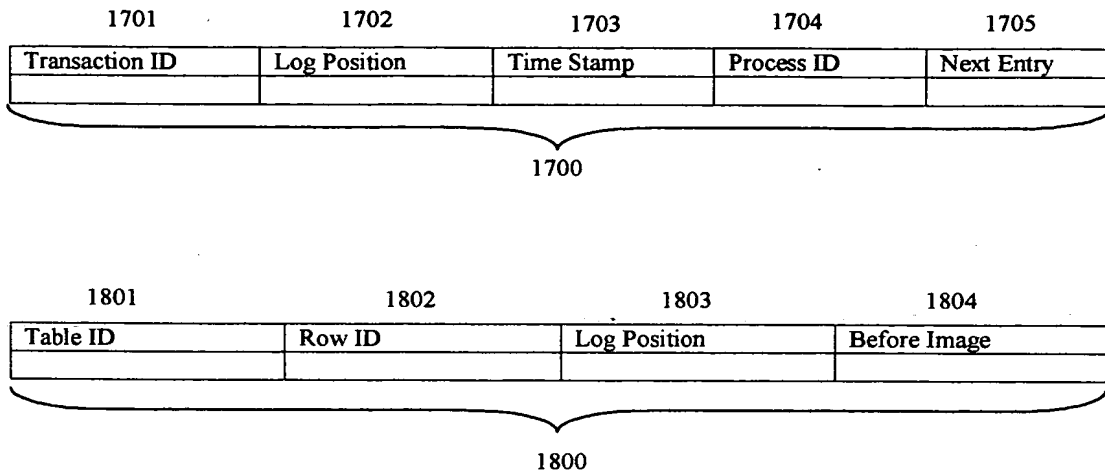 1701 1702 1703 1704 1705
Transaction ID Log Position Time Stamp Process ID Next Entry
1700
1801 1802 1803 1804
Table ID Row ID Log Position Before Image
1800